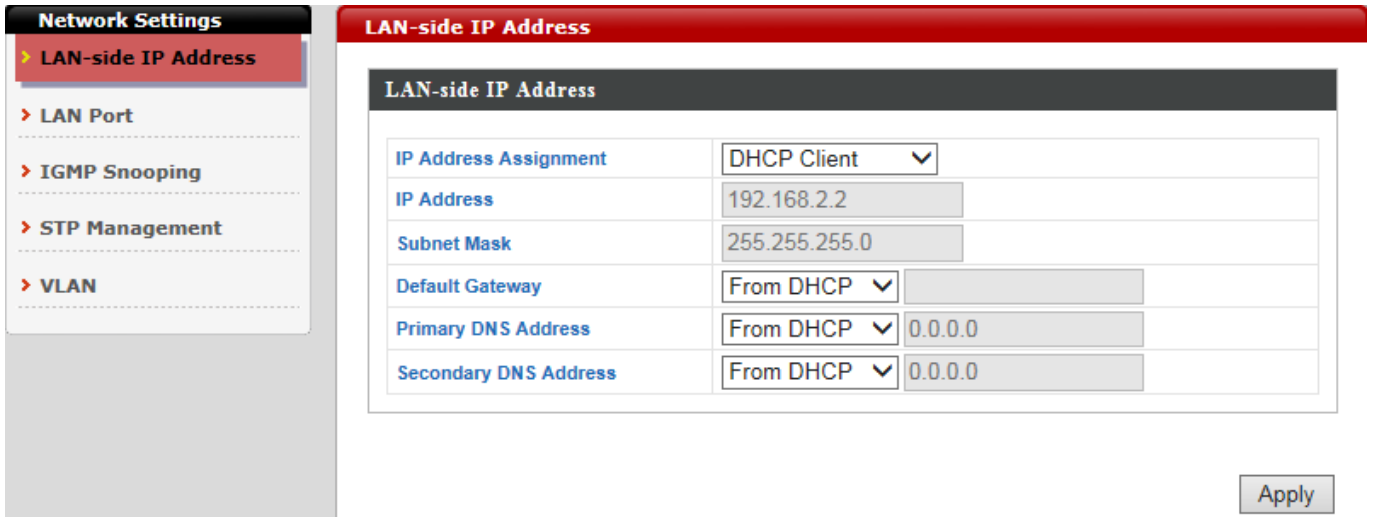 Network Settings
> LAN-side IP Address
> LAN Port
> IGMP Snooping
> STP Management
> VLAN
LAN-side IP Address
LAN-side IP Address
IP Address Assignment DHCP Client
IP Address 192.168.2.2
Subnet Mask 255.255.255.0
Default Gateway From DHCP
Primary DNS Address From DHCP 0.0.0.0
Secondary DNS Address From DHCP 0.0.0.0
Apply